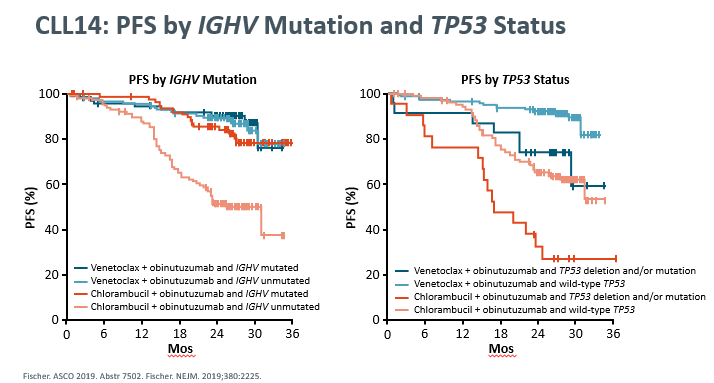 CLL14: PFS by IGHV Mutation and TP53 Status
PFS by IGHV Mutation
100
80
60
40
20
0
PFS (%)
Venetoclax + obinutuzumab and IGHV mutated
Venetoclax + obinutuzumab and IGHV unmutated
Chlorambucil + obinutuzumab and IGHV mutated
Chlorambucil + obinutuzumab and IGHV unmutated
0 6 12 18 24 30 36
Mos
PFS by TP53 Status
100
80
60
40
20
0
PFS (%)
Venetoclax + obinutuzumab and TP53 deletion and/or mutation
Venetoclax + obinutuzumab and wild-type TP53
Chlorambucil + obinutuzumab and TP53 deletion and/or mutation
Chlorambucil + obinutuzumab and wild-type TP53
0 6 12 18 24 30 36
Mos
Fischer. ASCO 2019. Abstr 7502. Fischer. NEJM. 2019;380:2225.